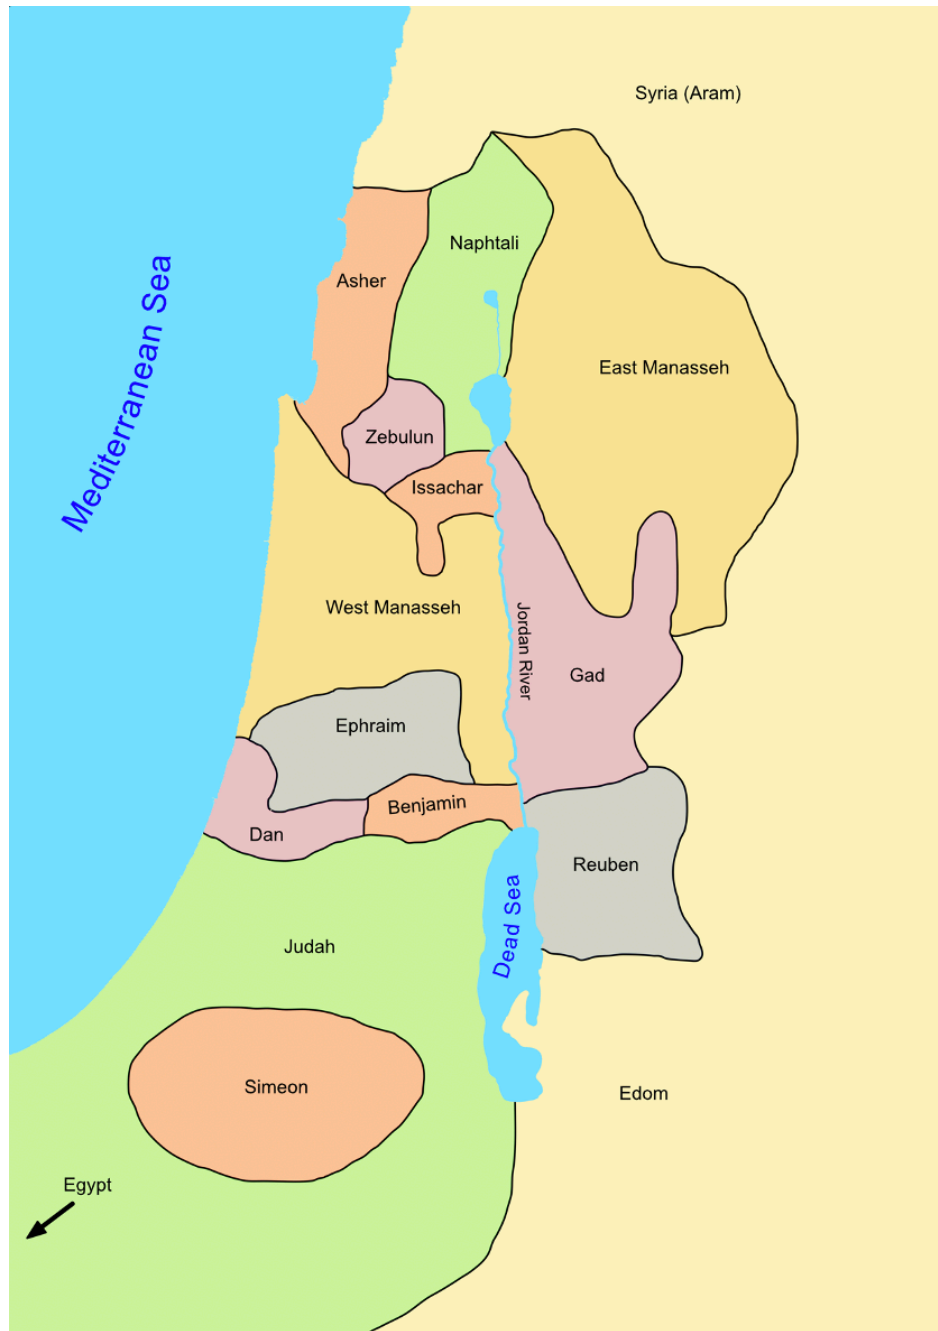 Syria (Aram)
Naphtali
Asher
Mediterranean Sea
East Manasseh
Zebulun
Issachar
West Manasseh
Jordan River
Gad
Ephraim
Benjamin
Dan
Reuben
Dead Sea
Judah
Simeon
Edom
Egypt